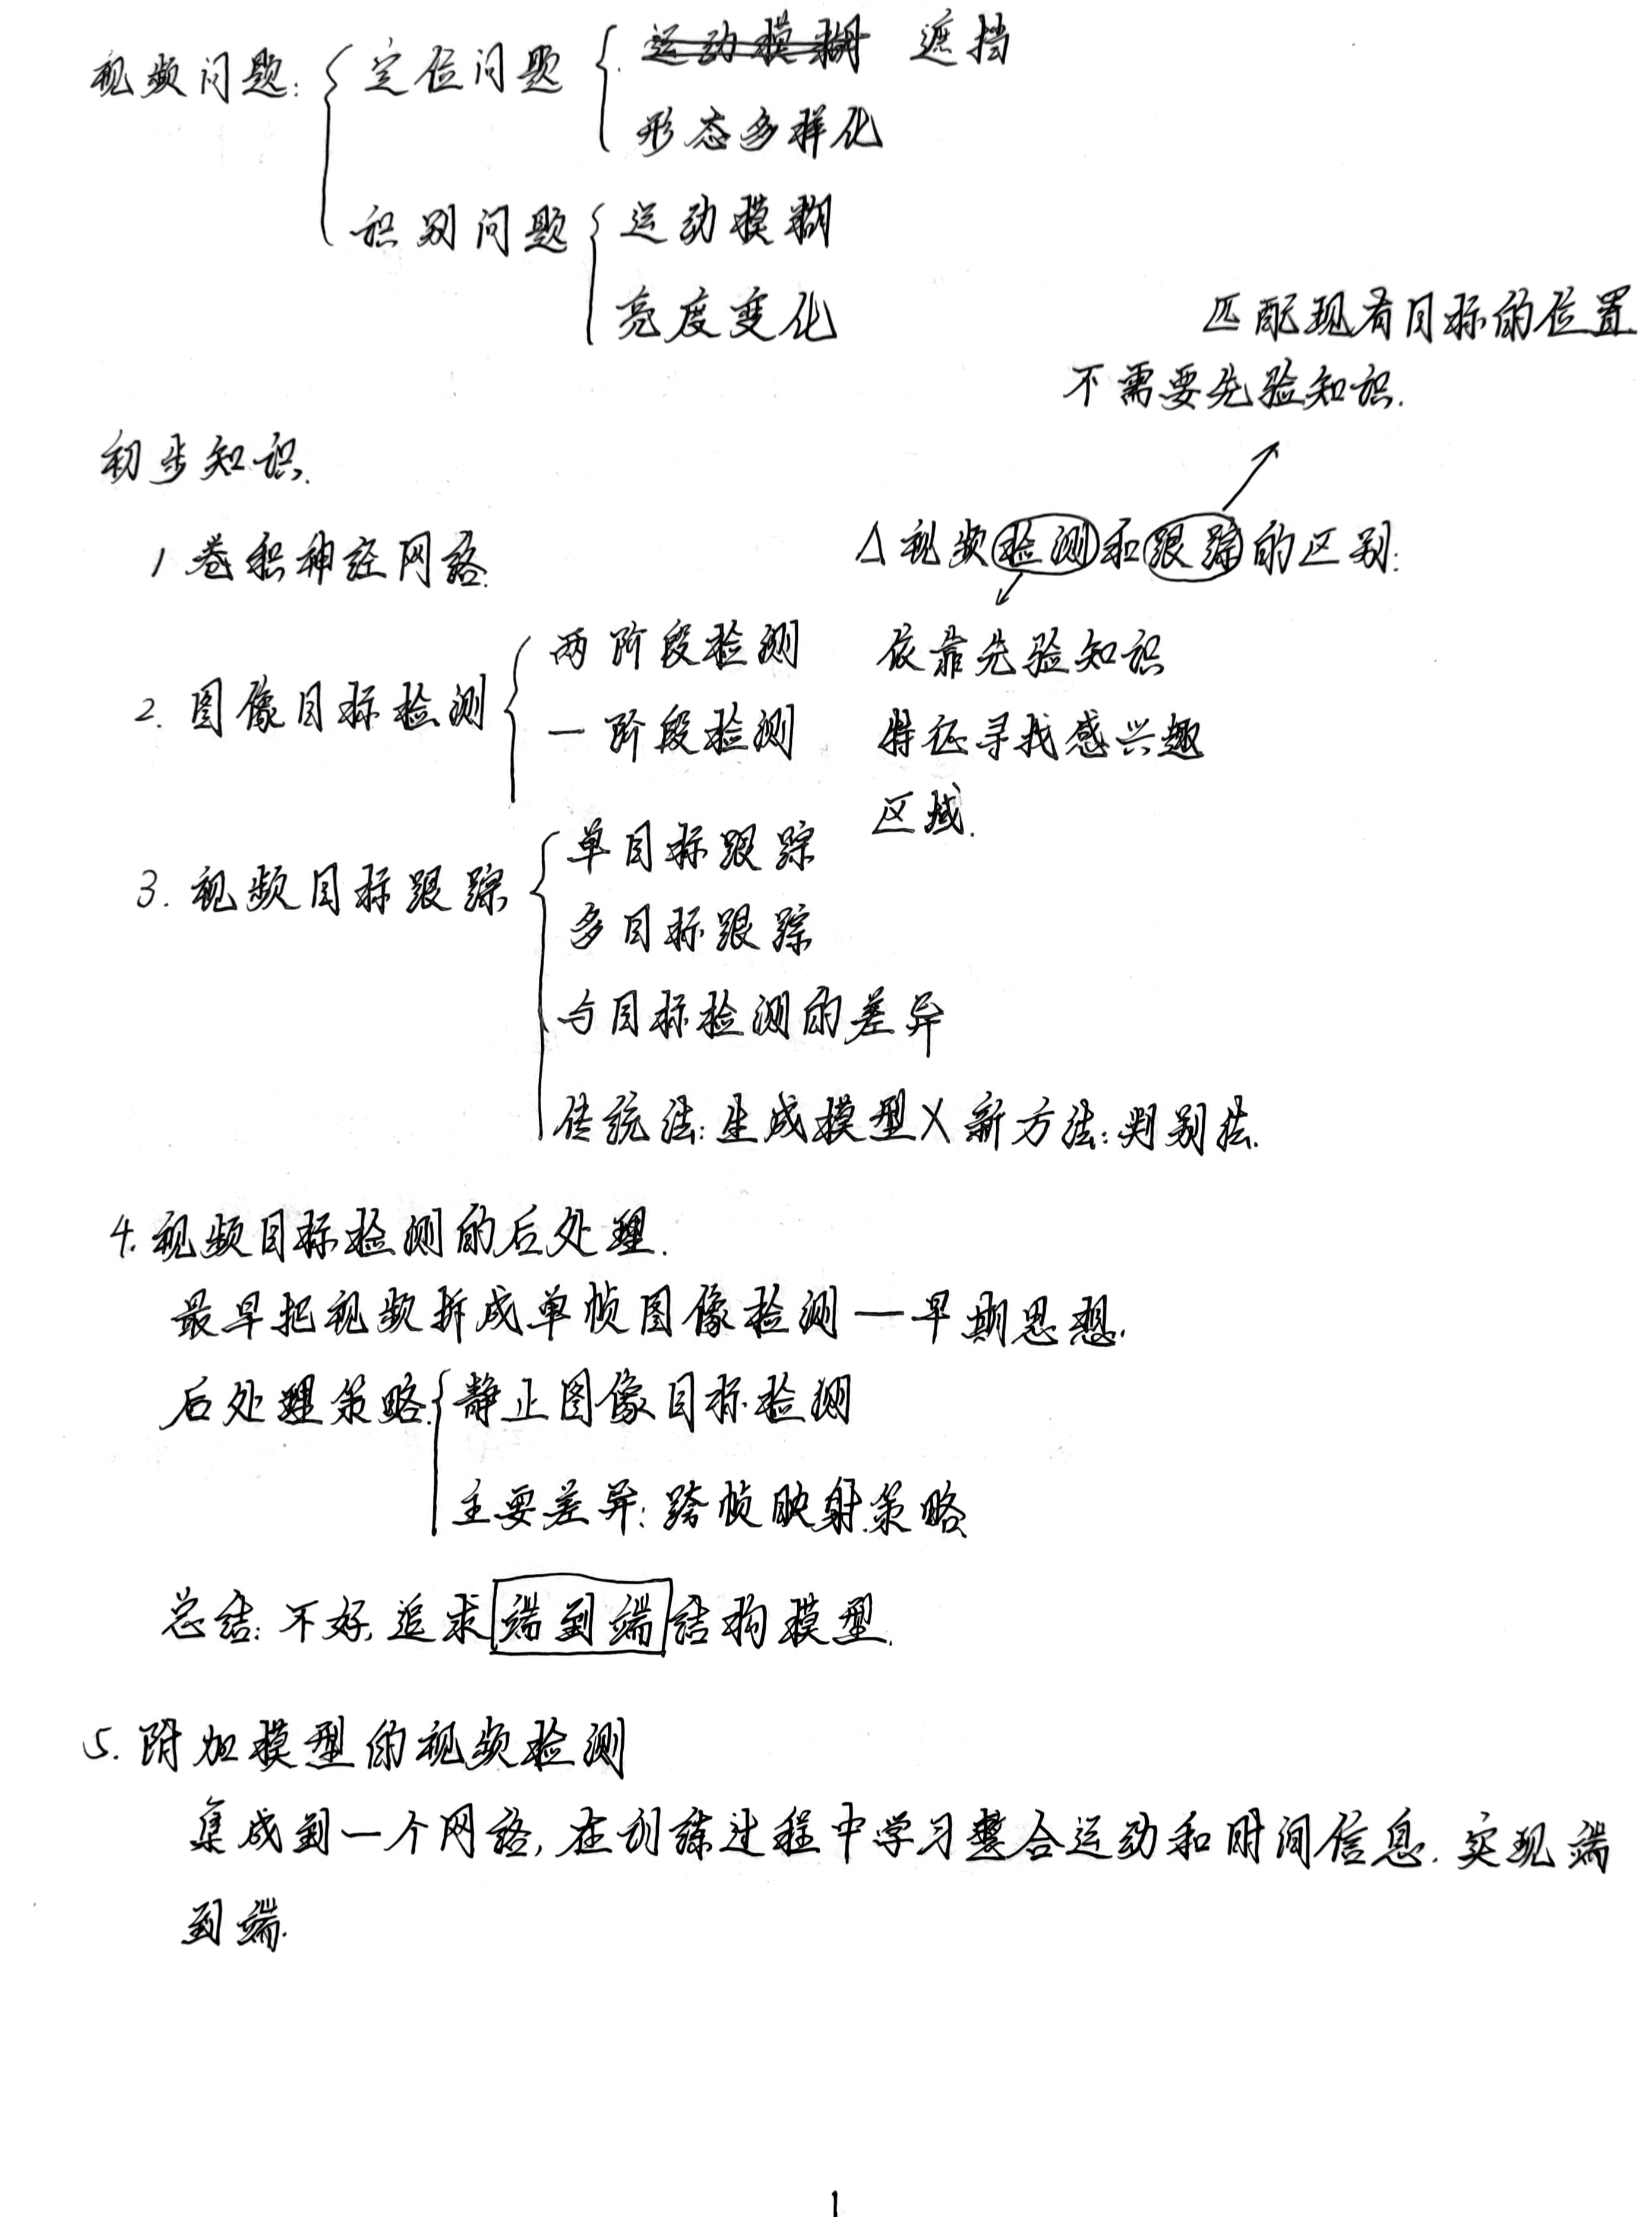 视频问题: 定位问题 运动模糊 遮挡
形态多样化
识别问题 运动模糊
亮度变化
匹配现有目标的位置
不需要先验知识.
初步知识.
1 卷积神经网络.
△视频检测和跟踪的区别:
依靠先验知识
特征寻找感兴趣
区域.
2. 图像目标检测 两阶段检测
一阶段检测
3. 视频目标跟踪 单目标跟踪
多目标跟踪
与目标检测的差异
传统法: 生成模型 X 新方法: 判别法.
4. 视频目标检测的后处理.
最早把视频拆成单帧图像检测—早期思想.
后处理策略. 静止图像目标检测
主要差异: 跨帧映射策略
总结: 不好, 追求端到端结构模型.
5. 附加模型的视频检测
集成到一个网络, 在训练过程中学习整合运动和时间信息. 实现端
到端.
1